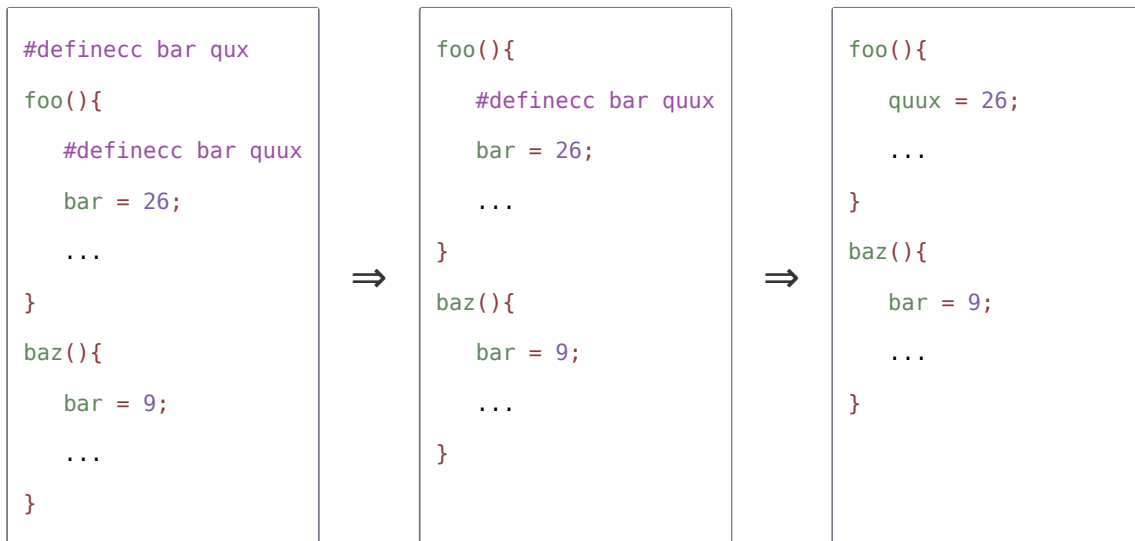 #definecc bar qux
foo(){
#definecc bar quux
bar = 26;
...
}
baz(){
bar = 9;
...
}
⇒
foo(){
#definecc bar quux
bar = 26;
...
}
baz(){
bar = 9;
...
}
⇒
foo(){
quux = 26;
...
}
baz(){
bar = 9;
...
}